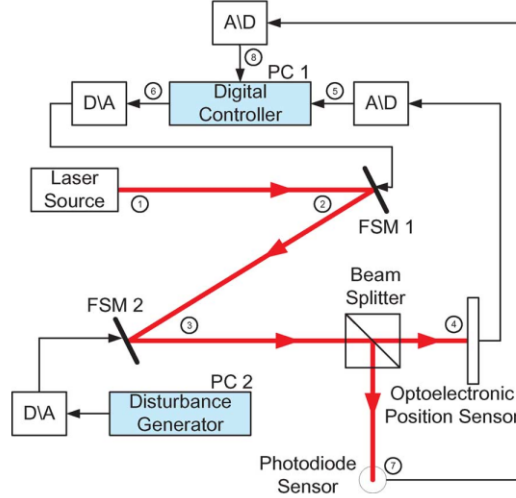 A\D
⑧
PC 1
D\A
⑥
Digital
Controller
⑤
A\D
Laser
Source
①
②
FSM 1
FSM 2
③
Beam
Splitter
④
PC 2
D\A
Disturbance
Generator
Optoelectronic
Position Sensor
Photodiode
Sensor
⑦